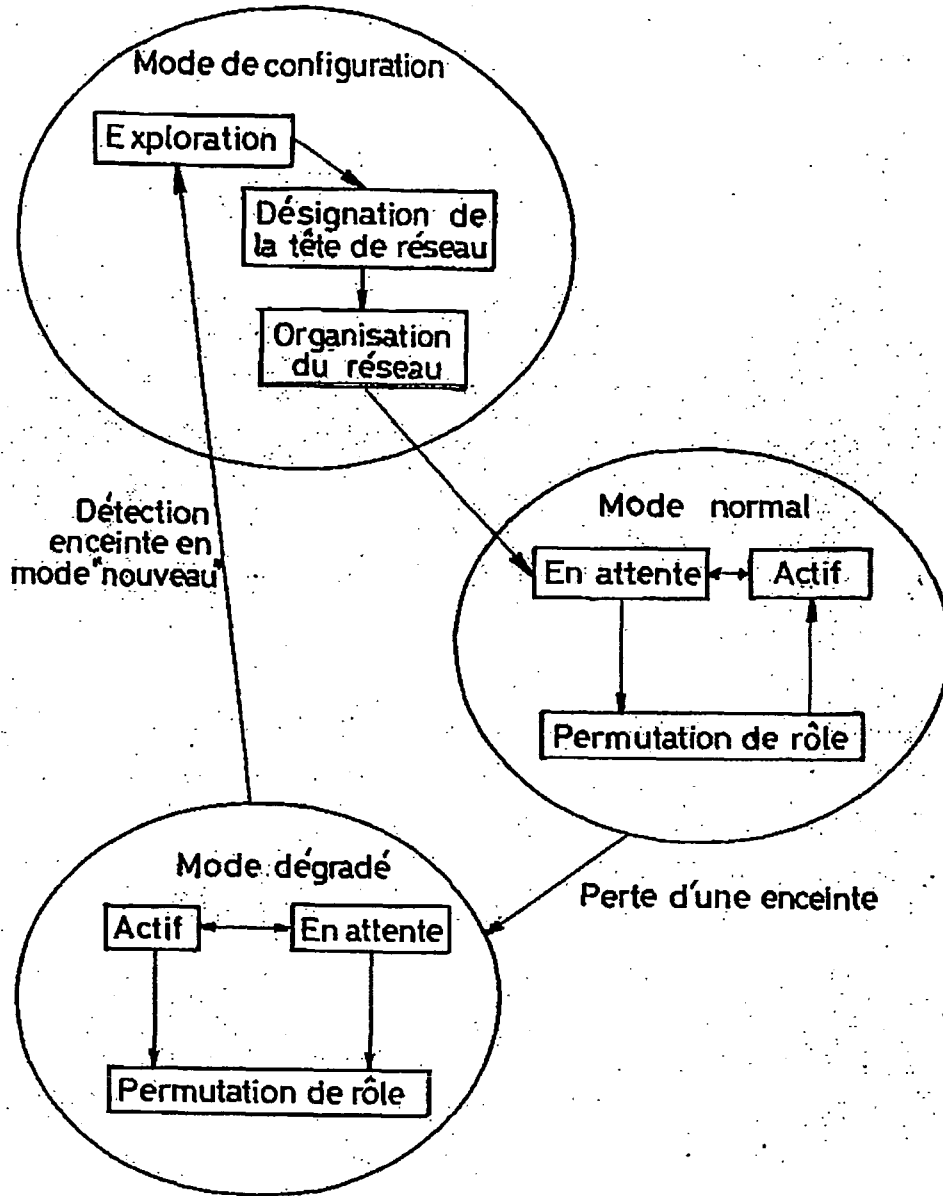 Mode de configuration
Exploration
Désignation de
la tête de réseau
Organisation
du réseau
Détection
enceinte en
mode "nouveau"
Mode normal
En attente
Actif
Permutation de rôle
Perte d'une enceinte
Mode dégradé
Actif
En attente
Permutation de rôle